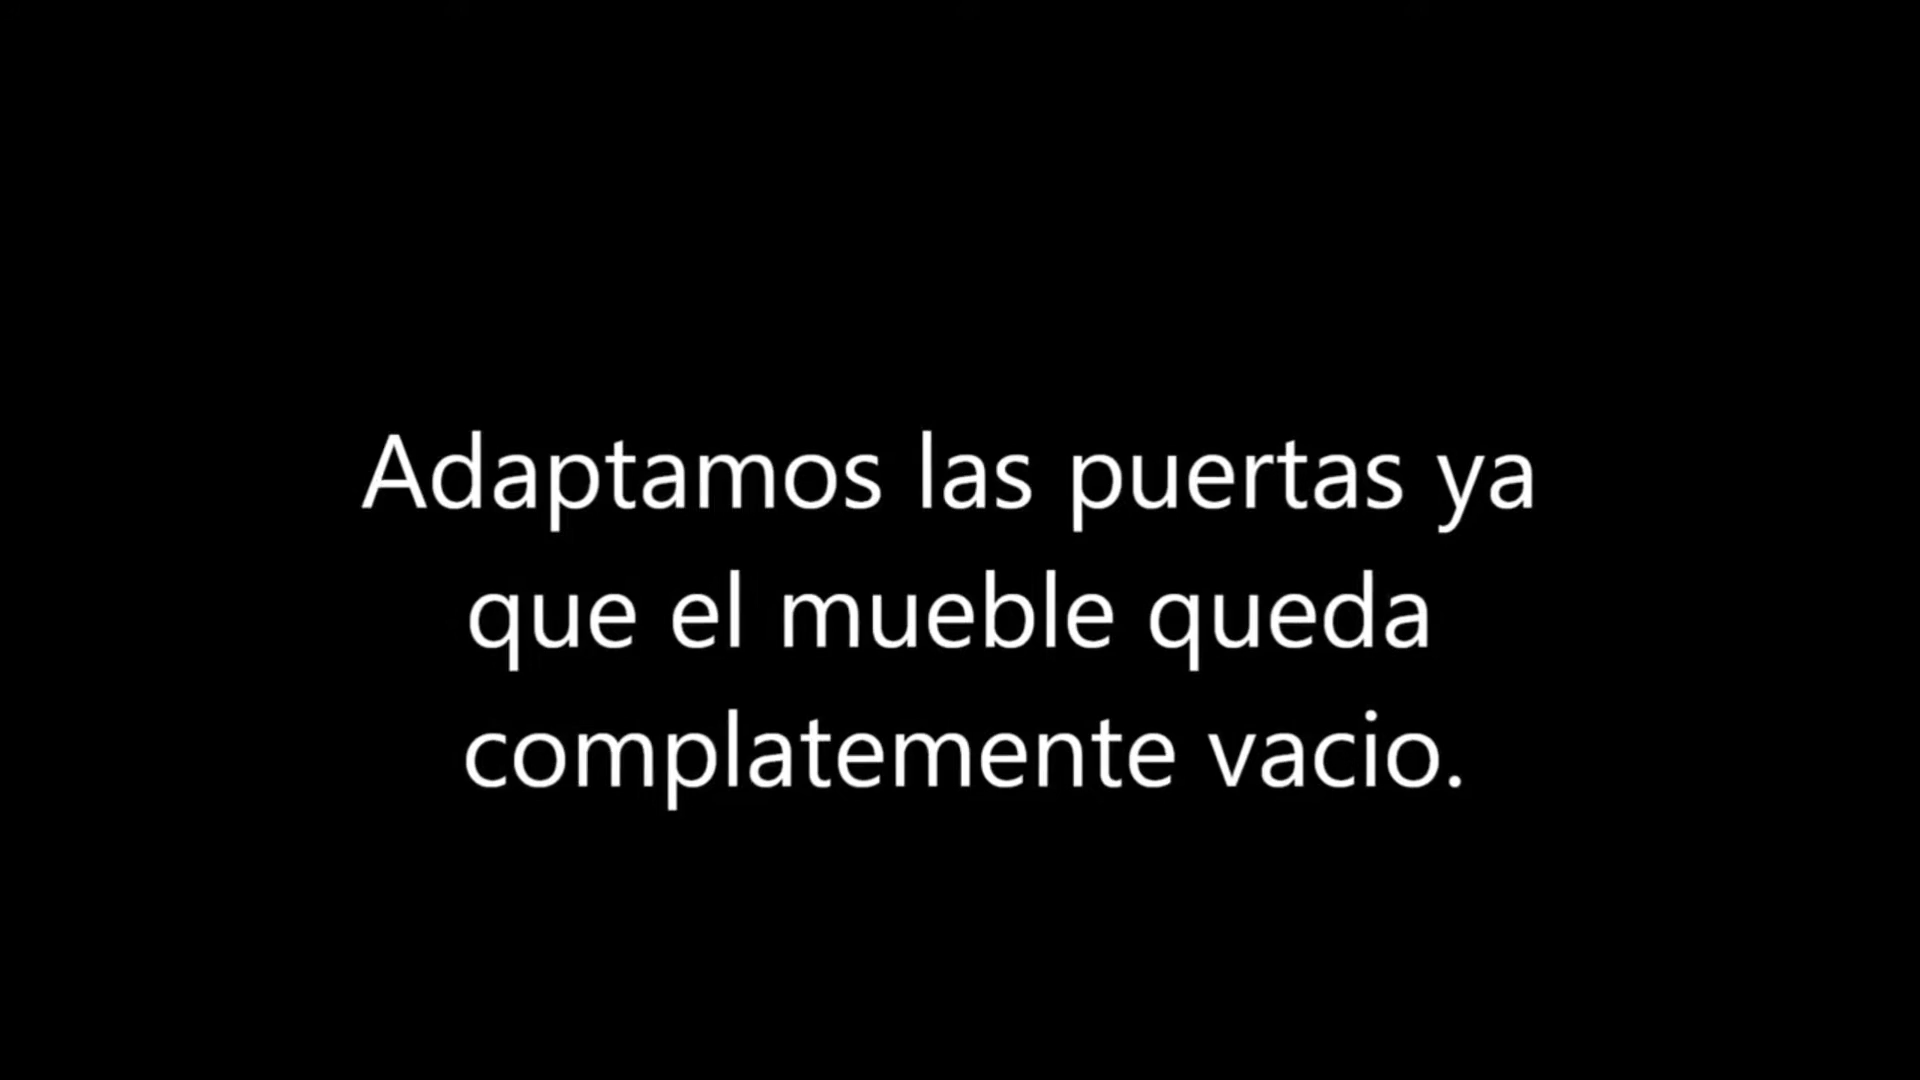 Adaptamos las puertas ya
que el mueble queda
complatemente vacio.